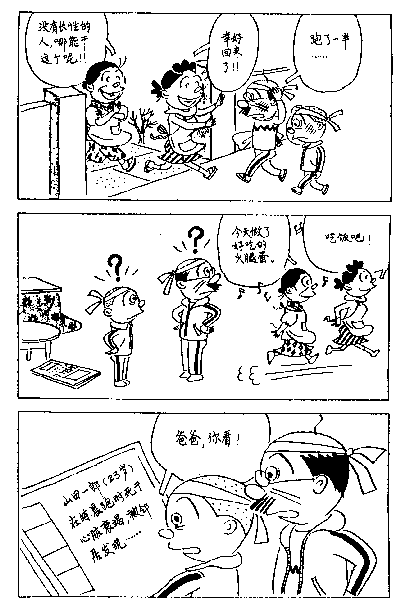 没有长性的
人,哪能干
这个呢!!
幸好
回来
了!!
跑了一半
……
?
?
今天做了
好吃的
火腿蛋。
吃饭吧!
爸爸,你看!
山田一郎(23岁)
在晨跑时死于
心脏衰竭,被邻
居发现……